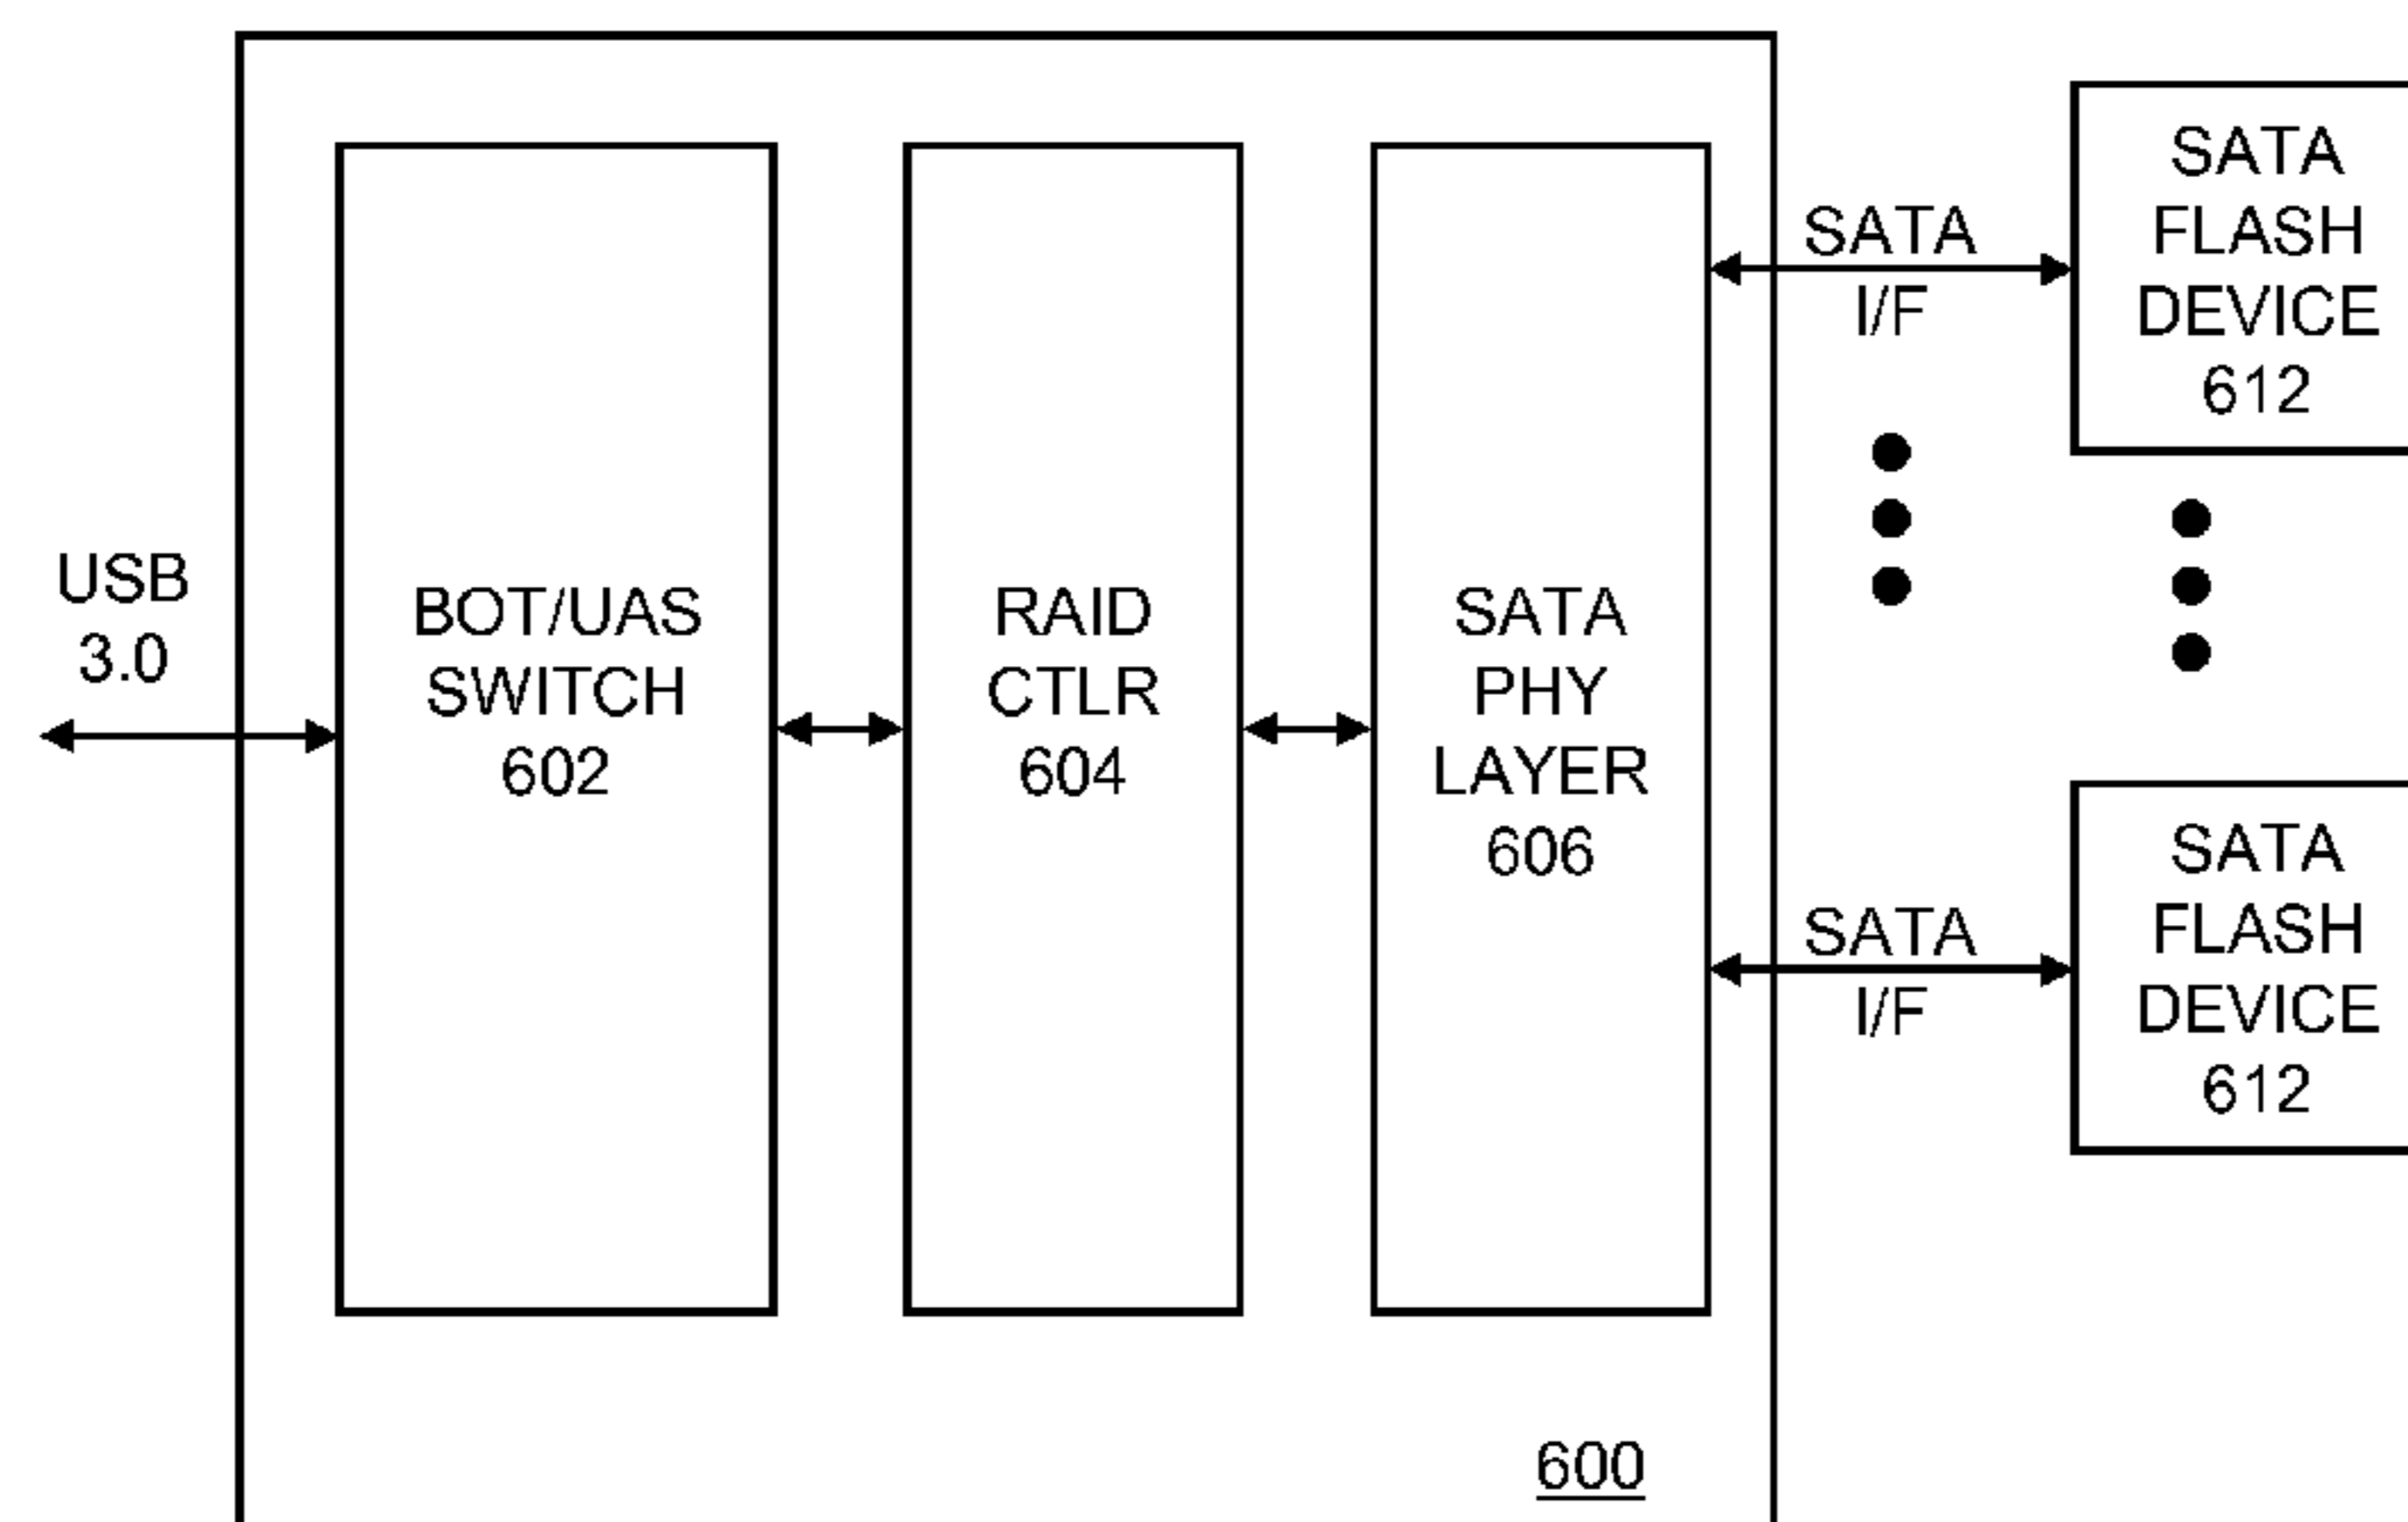 USB
3.0
BOT/UAS
SWITCH
602
RAID
CTLR
604
SATA
PHY
LAYER
606
SATA
I/F
SATA
FLASH
DEVICE
612
SATA
I/F
SATA
FLASH
DEVICE
612
600